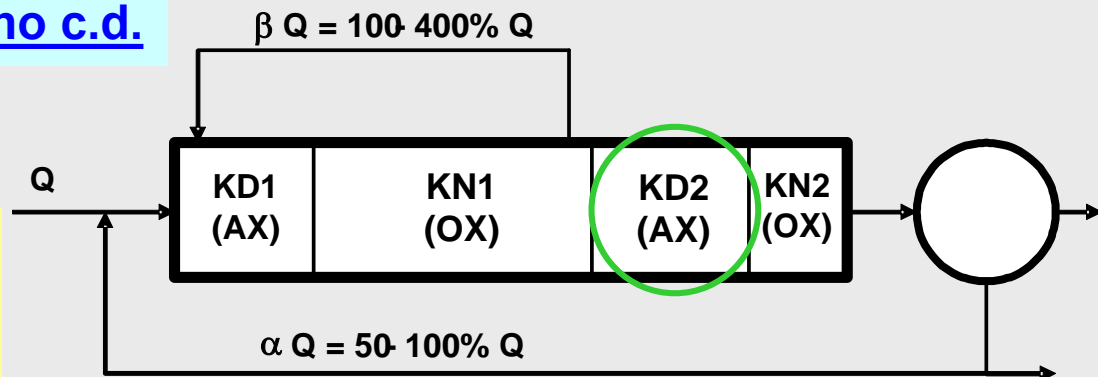 no c.d.
β Q = 100-400% Q
Q
KD1
(AX)
KN1
(OX)
KD2
(AX)
KN2
(OX)
α Q = 50-100% Q